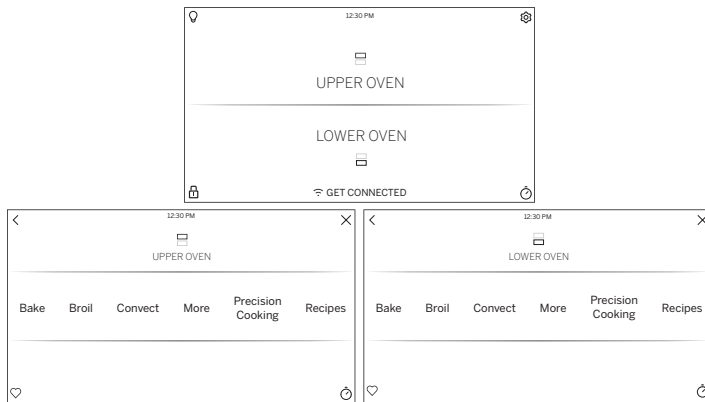 12:30 PM
UPPER OVEN
LOWER OVEN
GET CONNECTED
12:30 PM
UPPER OVEN
Bake Broil Convect More Precision Cooking Recipes
12:30 PM
LOWER OVEN
Bake Broil Convect More Precision Cooking Recipes